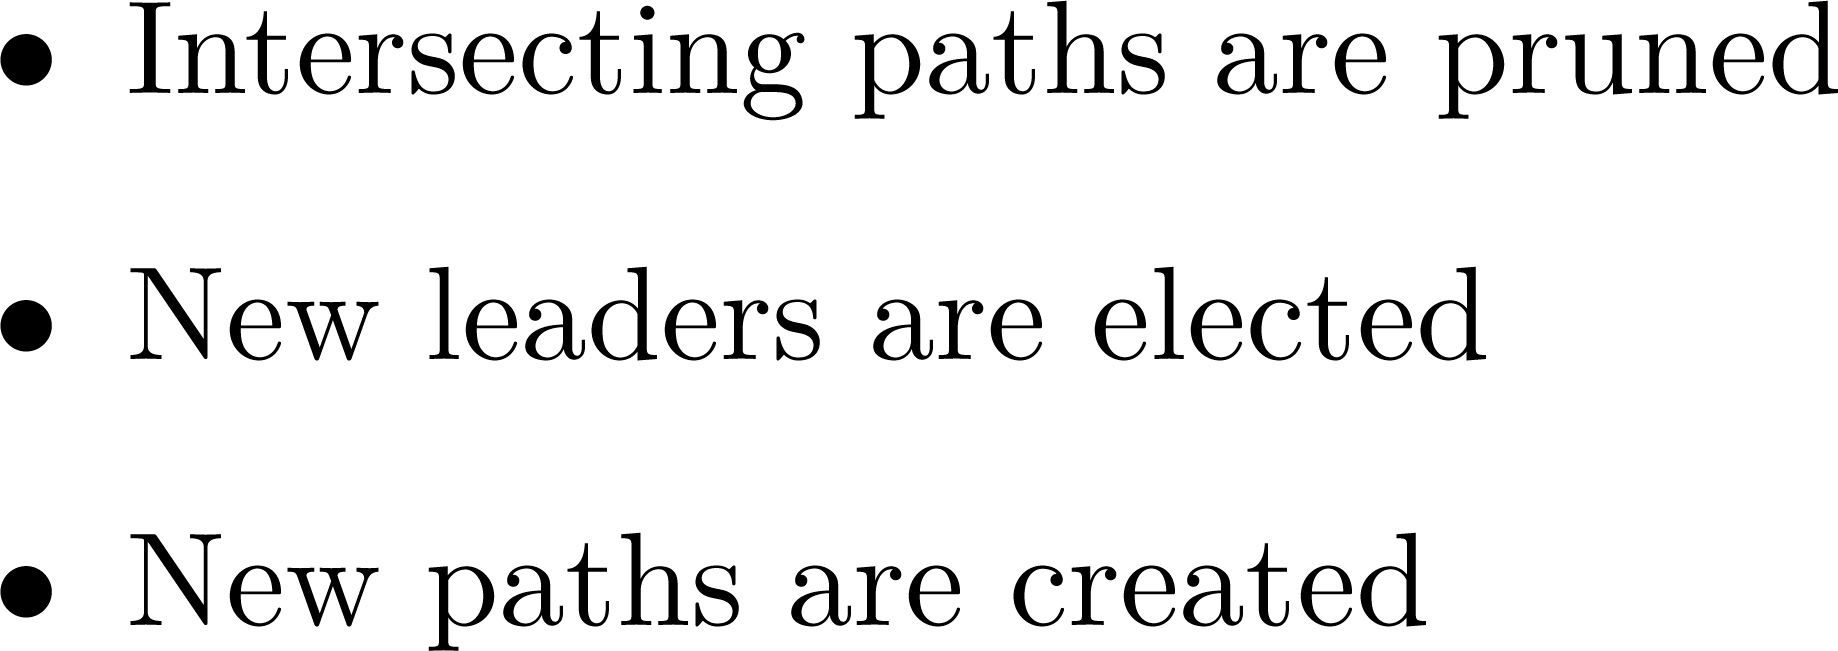 • Intersecting paths are pruned
• New leaders are elected
• New paths are created